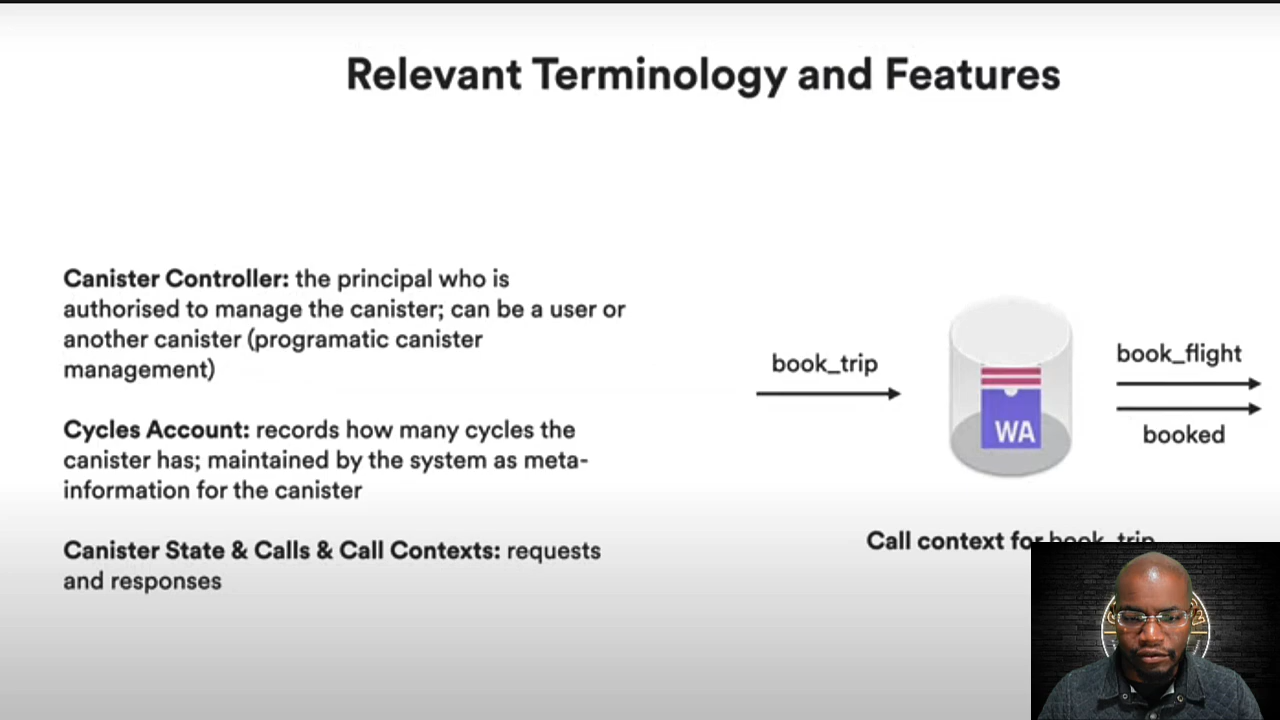 Relevant Terminology and Features
Canister Controller: the principal who is
authorised to manage the canister; can be a user or
another canister (programatic canister
management)
Cycles Account: records how many cycles the
canister has; maintained by the system as meta-
information for the canister
Canister State & Calls & Call Contexts: requests
and responses
book_trip
WA
book_flight
booked
Call context for book_trip